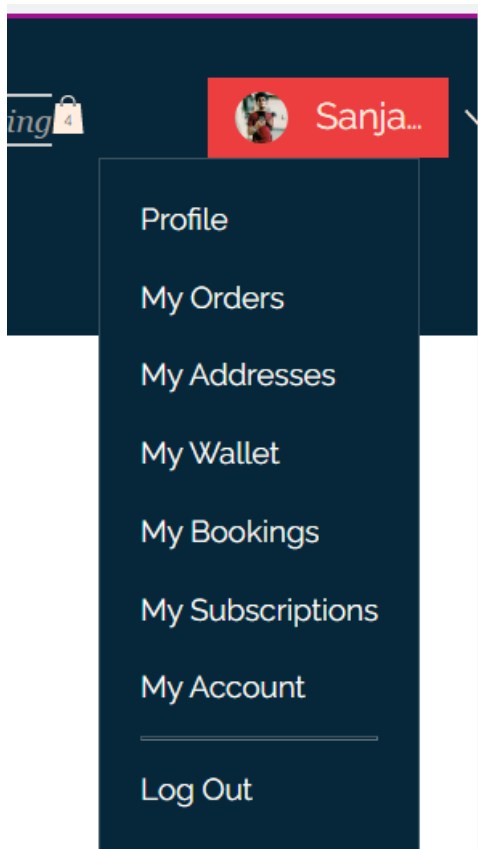 ing
4
Sanja...
Profile
My Orders
My Addresses
My Wallet
My Bookings
My Subscriptions
My Account
Log Out